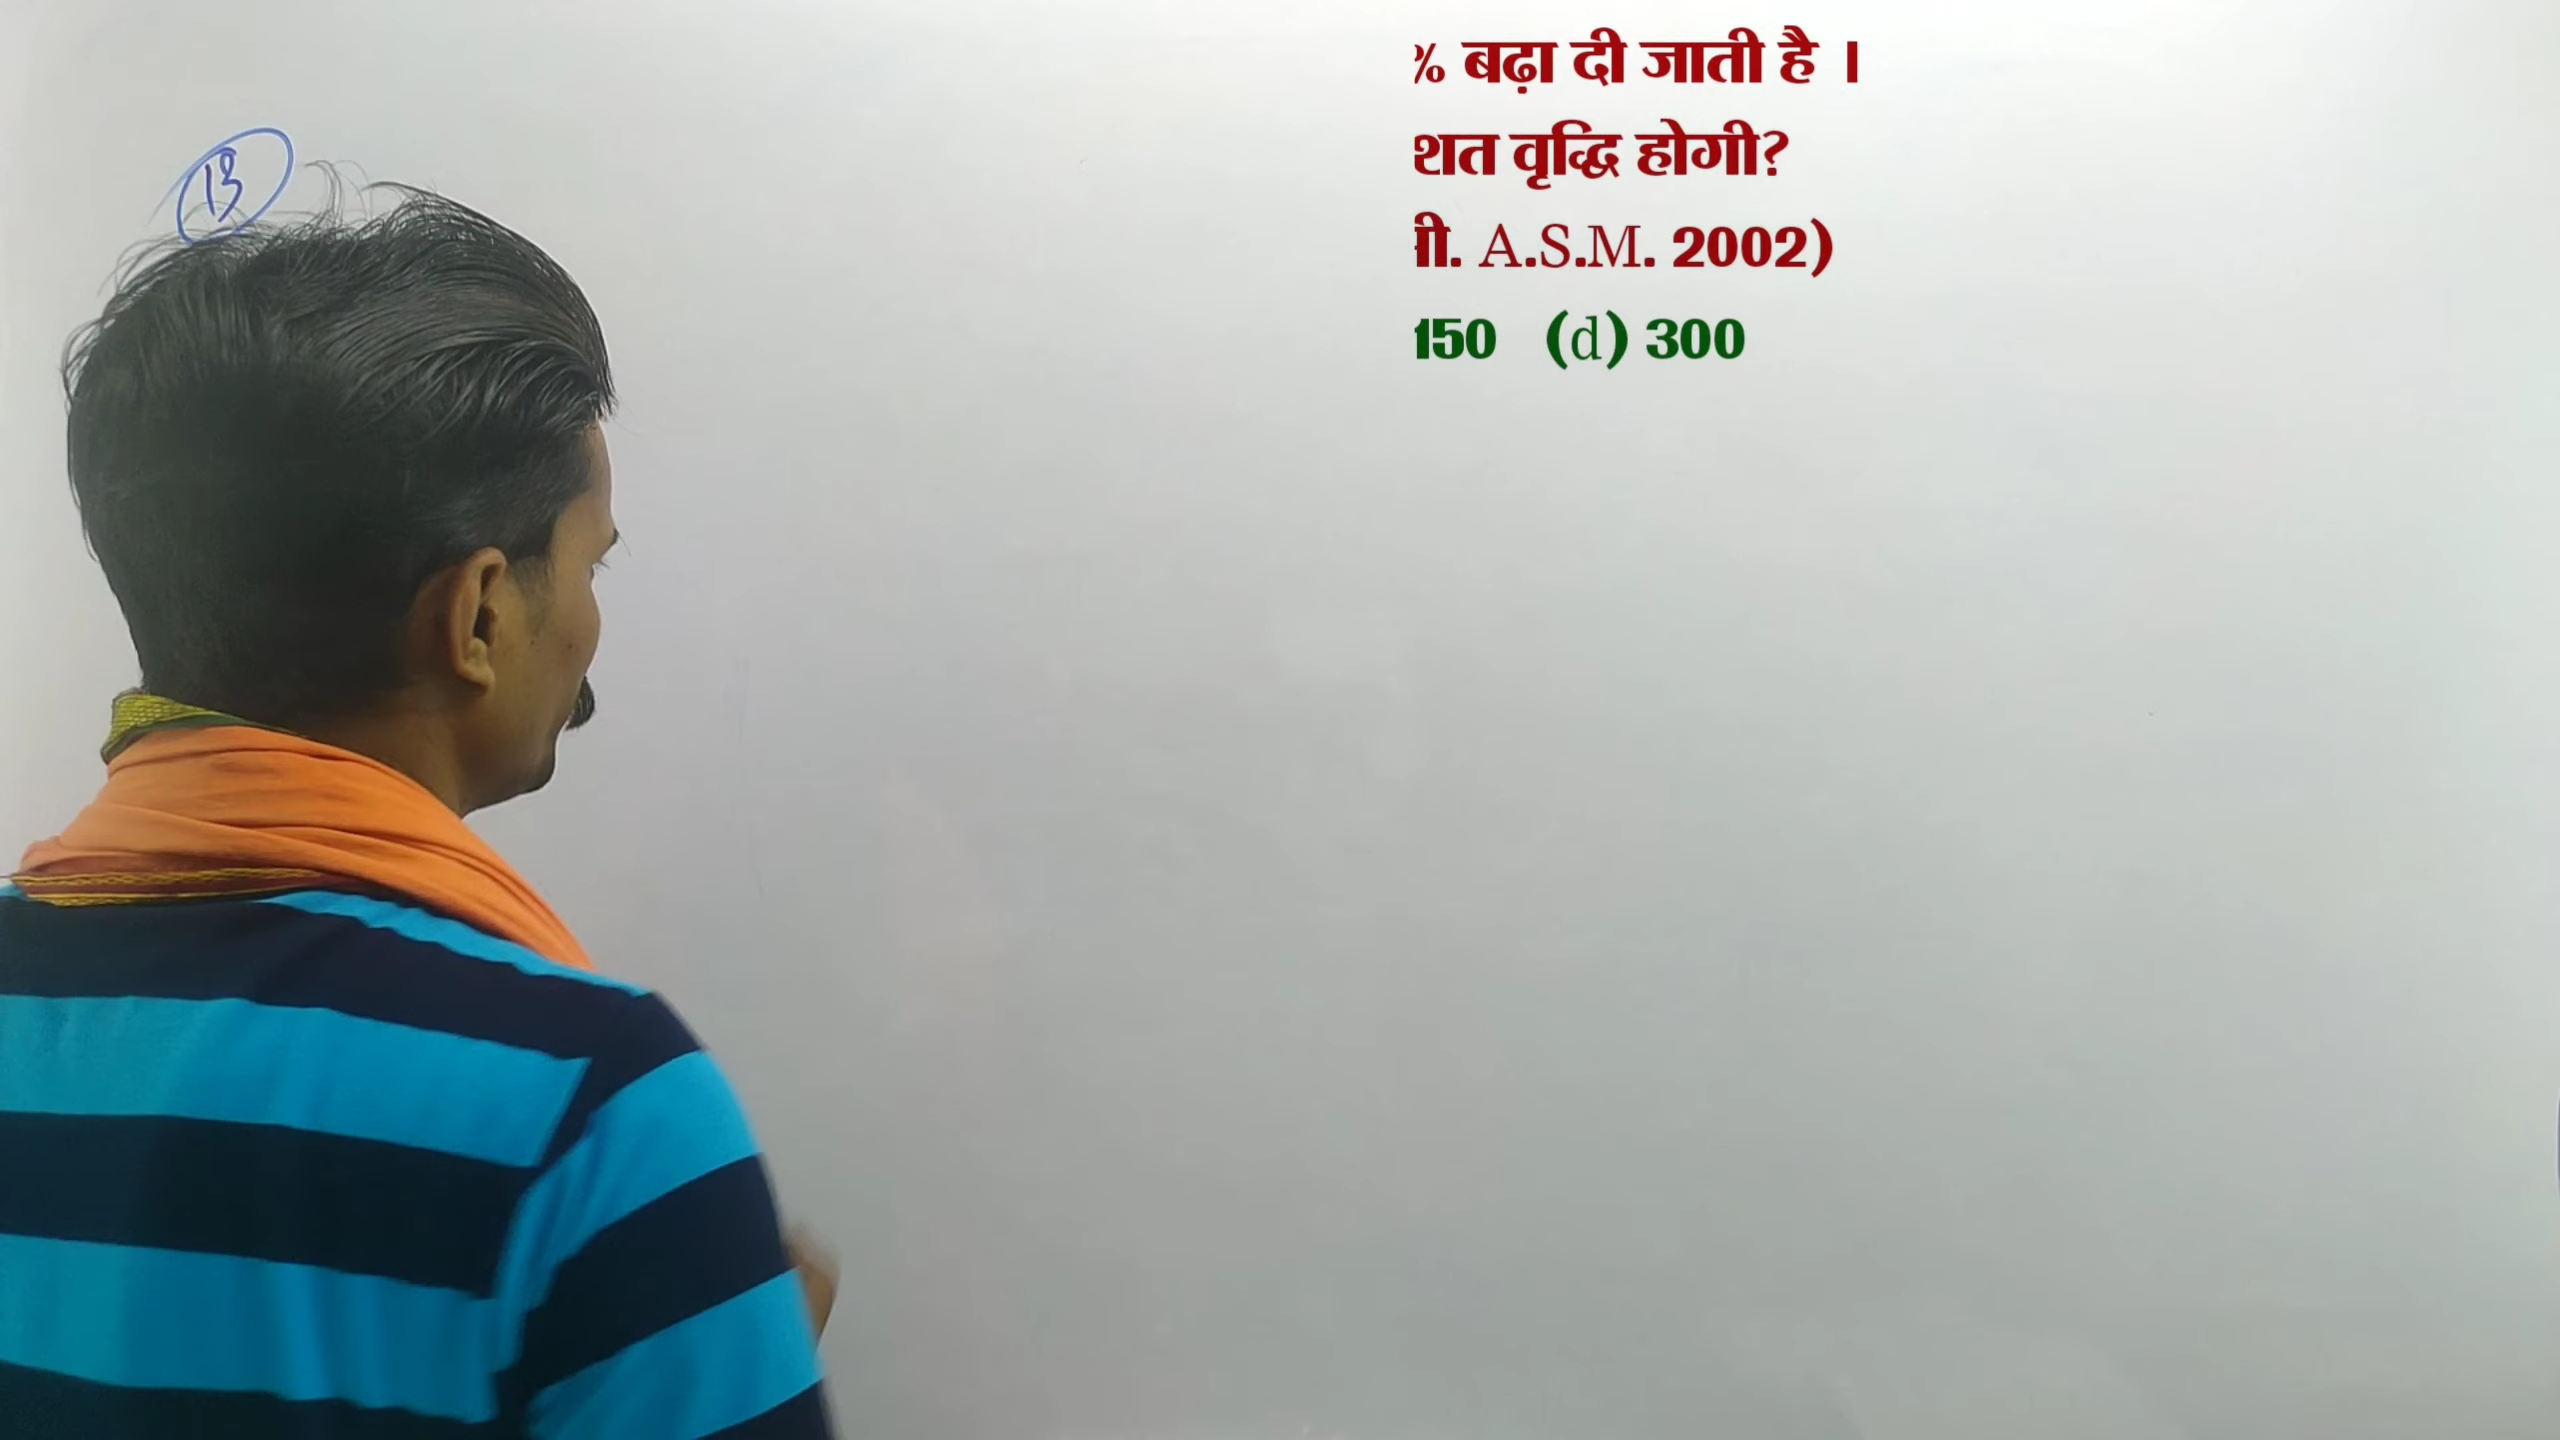 % बढ़ा दी जाती है ।
शत वृद्धि होगी?
री. A.S.M. 2002)
150 (d) 300
13